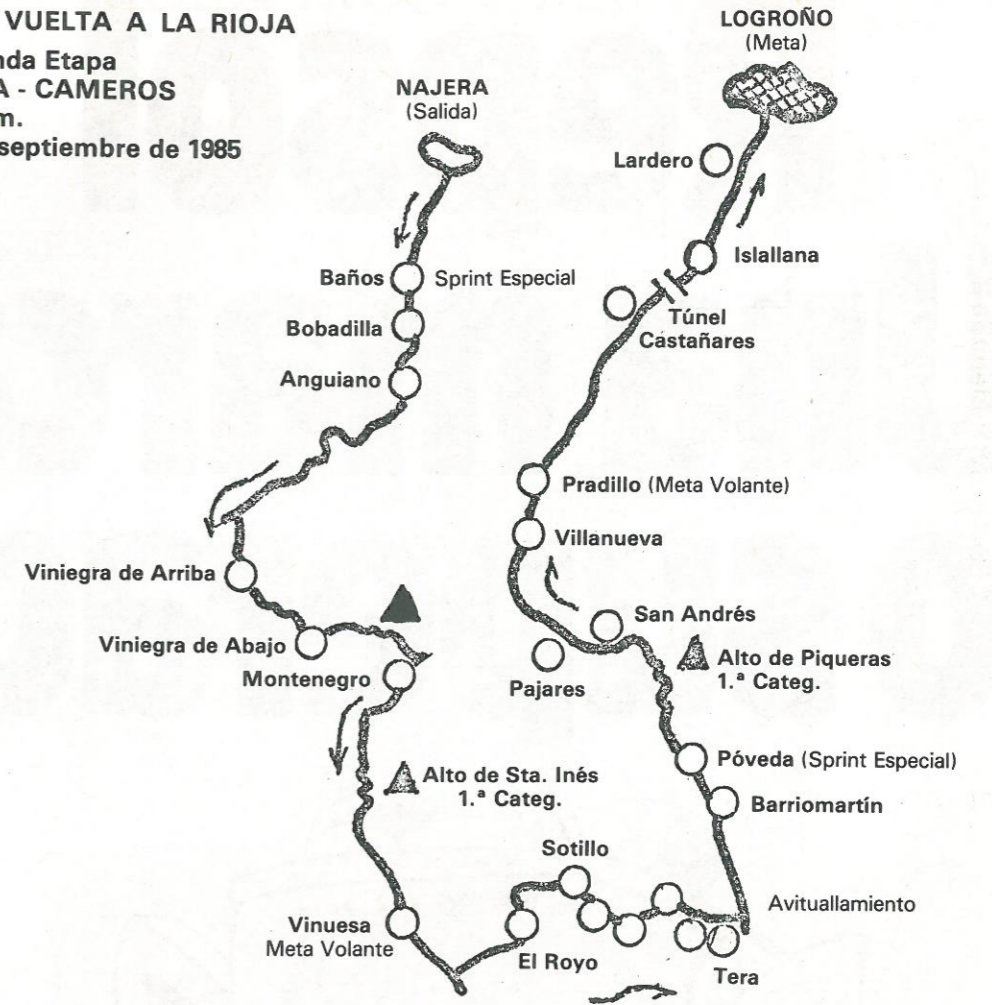 VUELTA A LA RIOJA
nda Etapa
A - CAMEROS
m.
septiembre de 1985
NAJERA
(Salida)
LOGROÑO
(Meta)
Lardero
Islallana
Baños
Sprint Especial
Túnel
Castañares
Bobadilla
Anguiano
Pradillo (Meta Volante)
Villanueva
Viniegra de Arriba
San Andrés
Viniegra de Abajo
Alto de Piqueras
1.ª Categ.
Montenegro
Pajares
Póveda (Sprint Especial)
Alto de Sta. Inés
1.ª Categ.
Barriomartín
Sotillo
Avituallamiento
Vinuesa
Meta Volante
El Royo
Tera